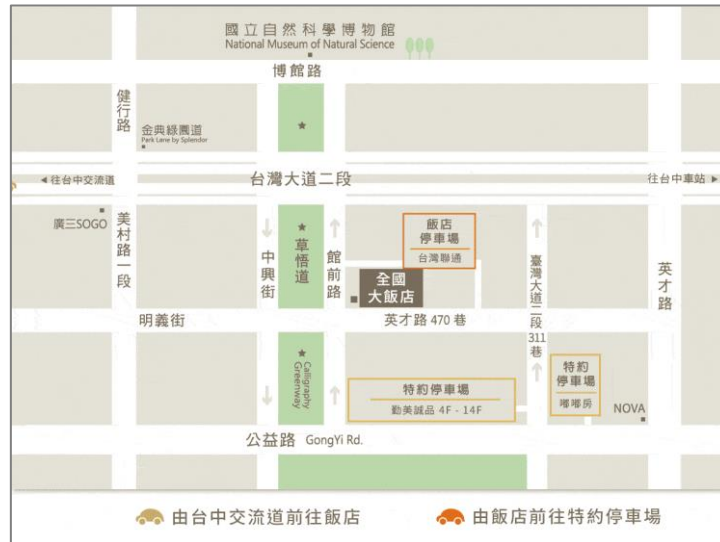 國立自然科學博物館
National Museum of Natural Science
博館路
健行路
金典綠園道
Park Lane by Splendor
往台中交流道
台灣大道二段
往台中車站
廣三SOGO
美村路一段
中興街
草悟道
館前路
飯店
停車場
台灣聯通
臺灣大道二段311巷
英才路
全國
大飯店
明義街
英才路 470 巷
Calligraphy
Greenway
特約停車場
勤美誠品 4F - 14F
特約
停車場
嘟嘟房
NOVA
公益路 GongYi Rd.
由台中交流道前往飯店
由飯店前往特約停車場